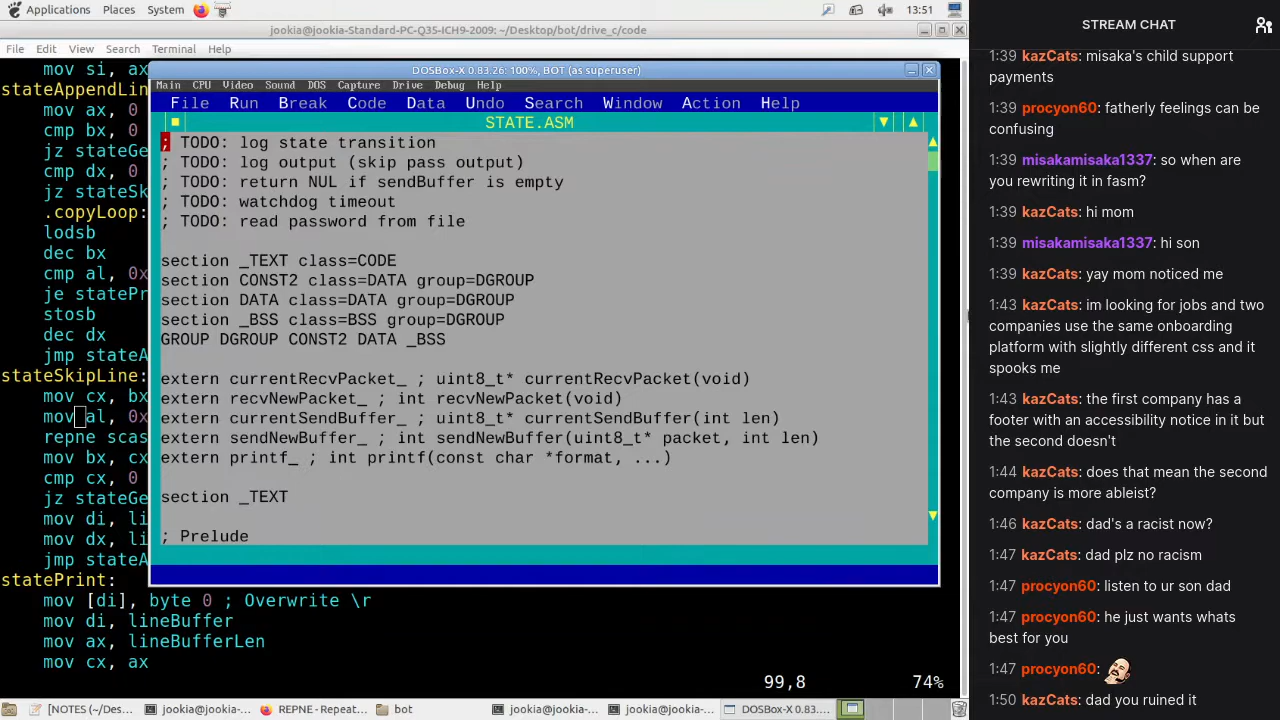 Applications Places System 13:51
jookia@jookia-Standard-PC-Q35-ICH9-2009: ~/Desktop/bot/drive_c/code
File Edit View Search Terminal Help
mov si, ax
stateAppendLin
mov ax, 0
cmp bx, 0
jz stateGe
cmp dx, 0
jz stateSk
.copyLoop:
lodsb
dec bx
cmp al, 0x
je statePr
stosb
dec dx
jmp stateA
stateSkipLine:
mov cx, bx
mov al, 0x
repne scas
mov bx, cx
cmp cx, 0
jz stateGe
mov di, li
mov dx, li
jmp stateA
statePrint:
mov [di], byte 0 ; Overwrite \r
mov di, lineBuffer
mov ax, lineBufferLen
mov cx, ax
99,8 74%
DOSBox-X 0.83.26: 100%, BOT (as superuser)
Main CPU Video Sound DOS Capture Drive Debug Help
File Run Break Code Data Undo Search Window Action Help
STATE.ASM
; TODO: log state transition
; TODO: log output (skip pass output)
; TODO: return NUL if sendBuffer is empty
; TODO: watchdog timeout
; TODO: read password from file
section _TEXT class=CODE
section CONST2 class=DATA group=DGROUP
section DATA class=DATA group=DGROUP
section _BSS class=BSS group=DGROUP
GROUP DGROUP CONST2 DATA _BSS
extern currentRecvPacket_ ; uint8_t* currentRecvPacket(void)
extern recvNewPacket_ ; int recvNewPacket(void)
extern currentSendBuffer_ ; uint8_t* currentSendBuffer(int len)
extern sendNewBuffer_ ; int sendNewBuffer(uint8_t* packet, int len)
extern printf_ ; int printf(const char *format, ...)
section _TEXT
; Prelude
[NOTES (~/Des... jookia@jookia-... REPNE - Repeat... bot jookia@jookia-... jookia@jookia-... DOSBox-X 0.83....
STREAM CHAT
1:39 kazCats: misaka's child support
payments
1:39 procyon60: fatherly feelings can be
confusing
1:39 misakamisaka1337: so when are
you rewriting it in fasm?
1:39 kazCats: hi mom
1:39 misakamisaka1337: hi son
1:39 kazCats: yay mom noticed me
1:43 kazCats: im looking for jobs and two
companies use the same onboarding
platform with slightly different css and it
spooks me
1:43 kazCats: the first company has a
footer with an accessibility notice in it but
the second doesn't
1:44 kazCats: does that mean the second
company is more ableist?
1:46 kazCats: dad's a racist now?
1:47 kazCats: dad plz no racism
1:47 procyon60: listen to ur son dad
1:47 procyon60: he just wants whats
best for you
1:47 procyon60:
1:50 kazCats: dad you ruined it